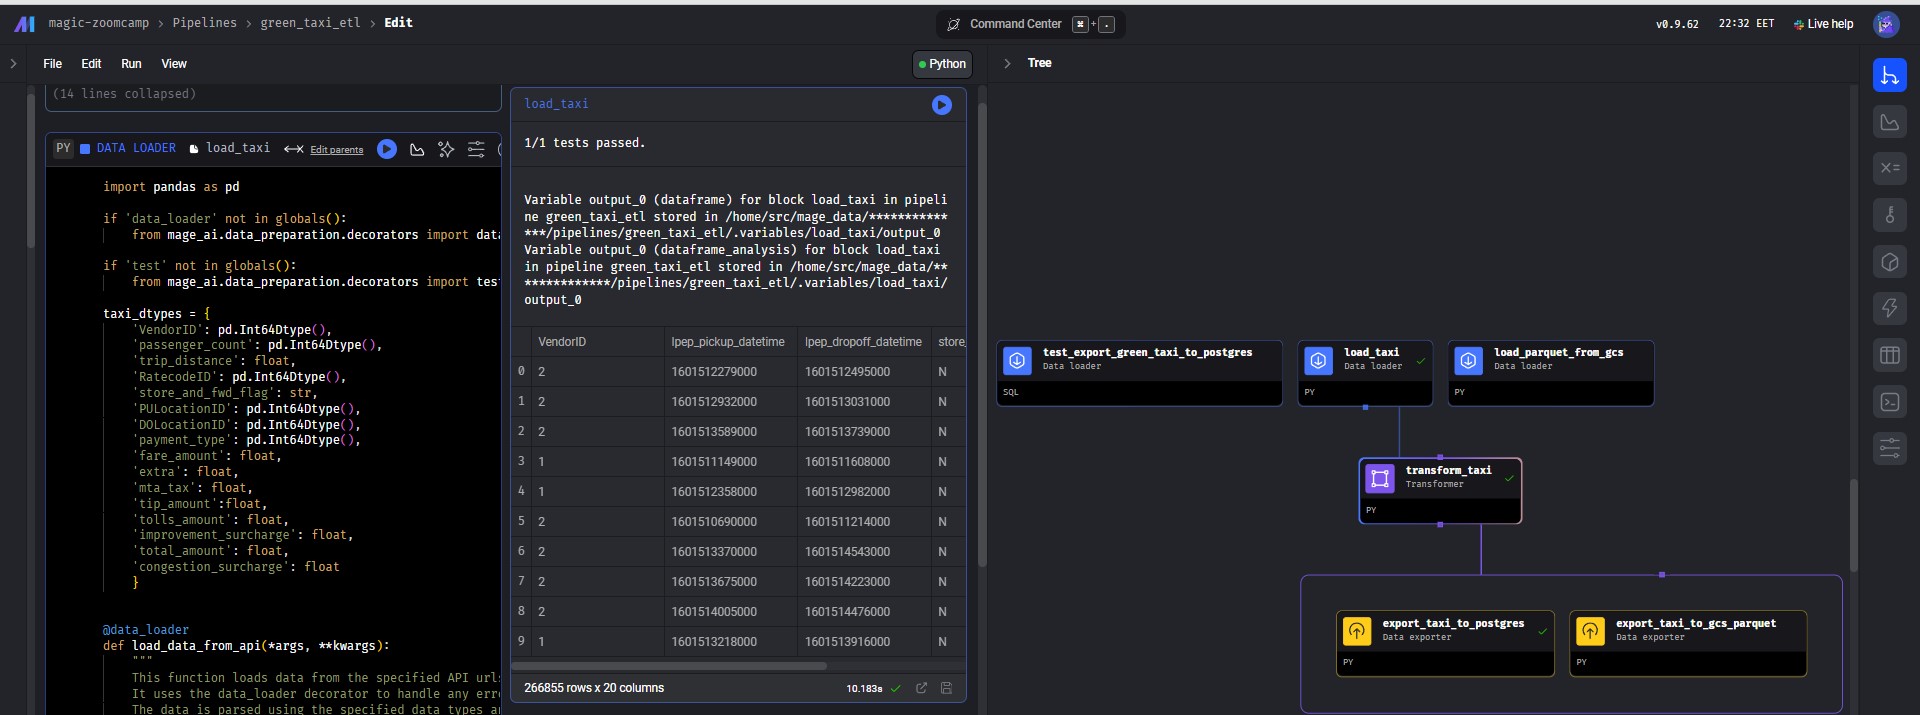 magic-zoomcamp > Pipelines > green_taxi_etl > Edit
Command Center ⌘ + .
v0.9.62 22:32 EET Live help
File Edit Run View
Python
Tree
(14 lines collapsed)
PY DATA LOADER load_taxi Edit parents
import pandas as pd
if 'data_loader' not in globals():
from mage_ai.data_preparation.decorators import data
if 'test' not in globals():
from mage_ai.data_preparation.decorators import tes
taxi_dtypes = {
'VendorID': pd.Int64Dtype(),
'passenger_count': pd.Int64Dtype(),
'trip_distance': float,
'RatecodeID': pd.Int64Dtype(),
'store_and_fwd_flag': str,
'PULocationID': pd.Int64Dtype(),
'DOLocationID': pd.Int64Dtype(),
'payment_type': pd.Int64Dtype(),
'fare_amount': float,
'extra': float,
'mta_tax': float,
'tip_amount':float,
'tolls_amount': float,
'improvement_surcharge': float,
'total_amount': float,
'congestion_surcharge': float
}
@data_loader
def load_data_from_api(*args, **kwargs):
"""
This function loads data from the specified API url
It uses the data_loader decorator to handle any erro
The data is parsed using the specified data types a
load_taxi
1/1 tests passed.
Variable output_0 (dataframe) for block load_taxi in pipeli
ne green_taxi_etl stored in /home/src/mage_data/***********
***/pipelines/green_taxi_etl/.variables/load_taxi/output_0
Variable output_0 (dataframe_analysis) for block load_taxi
in pipeline green_taxi_etl stored in /home/src/mage_data/**
************/pipelines/green_taxi_etl/.variables/load_taxi/
output_0
VendorID lpep_pickup_datetime lpep_dropoff_datetime store_
0 2 1601512279000 1601512495000 N
1 2 1601512932000 1601513031000 N
2 2 1601513589000 1601513739000 N
3 1 1601511149000 1601511608000 N
4 1 1601512358000 1601512982000 N
5 2 1601510690000 1601511214000 N
6 2 1601513370000 1601514543000 N
7 2 1601513675000 1601514223000 N
8 2 1601514005000 1601514476000 N
9 1 1601513218000 1601513916000 N
266855 rows x 20 columns 10.183s
test_export_green_taxi_to_postgres
Data loader
SQL
load_taxi
Data loader
PY
load_parquet_from_gcs
Data loader
PY
transform_taxi
Transformer
PY
export_taxi_to_postgres
Data exporter
PY
export_taxi_to_gcs_parquet
Data exporter
PY